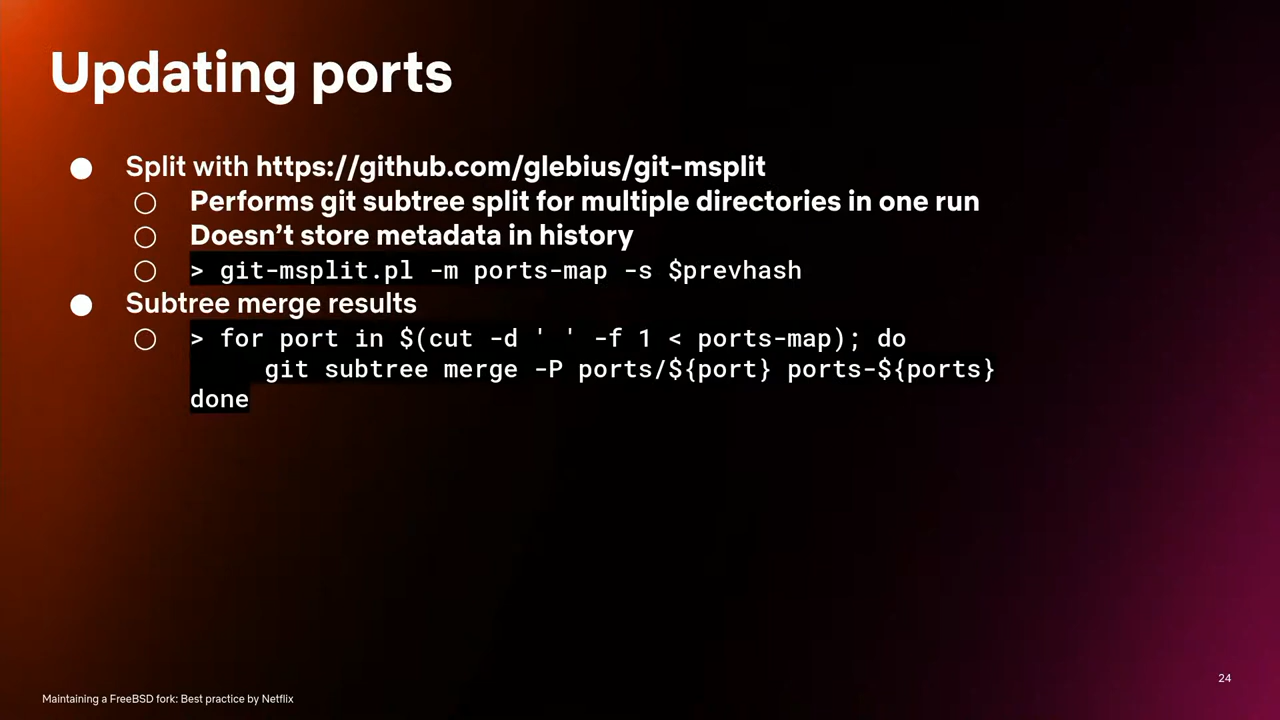 Updating ports
● Split with https://github.com/glebius/git-msplit
○ Performs git subtree split for multiple directories in one run
○ Doesn’t store metadata in history
○ > git-msplit.pl -m ports-map -s $prevhash
● Subtree merge results
○ > for port in $(cut -d ' ' -f 1 < ports-map); do
git subtree merge -P ports/${port} ports-${ports}
done
24
Maintaining a FreeBSD fork: Best practice by Netflix